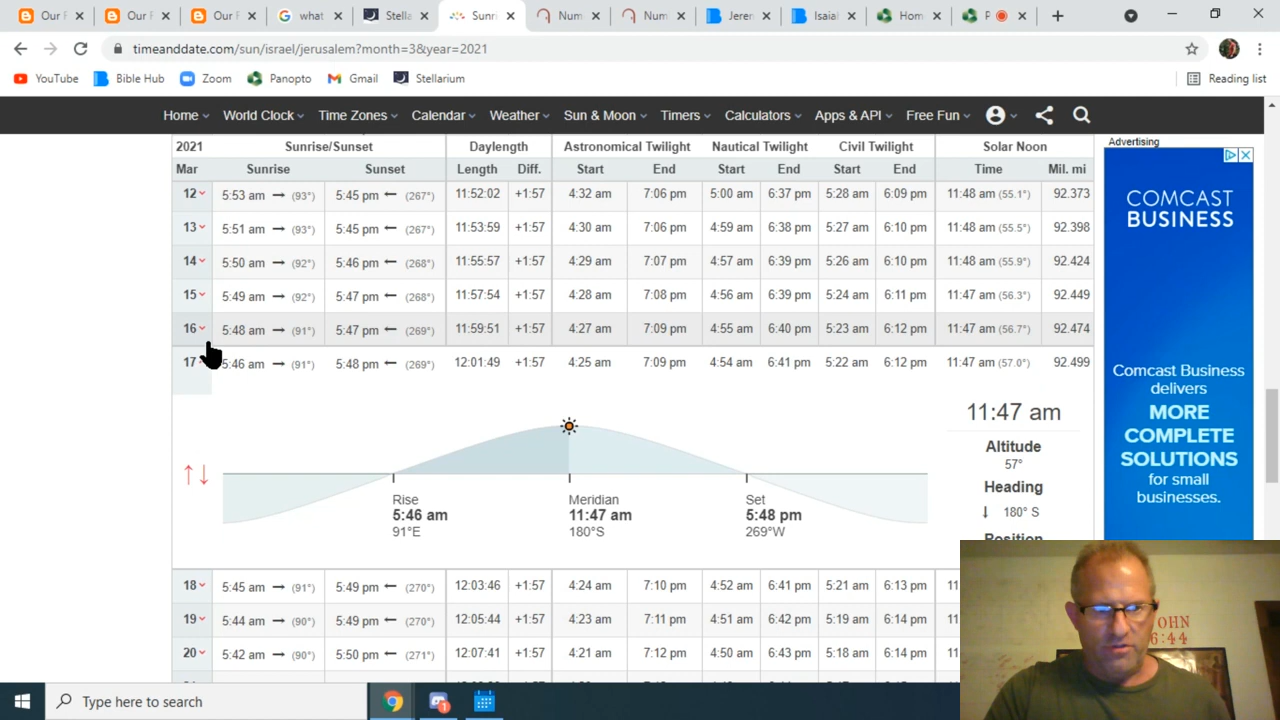 Our F
Our F
Our F
what
Stella
Sunri
Num
Num
Jerer
Isaial
Hom
P
timeanddate.com/sun/israel/jerusalem?month=3&year=2021
YouTube Bible Hub Zoom Panopto Gmail Stellarium Reading list
Home World Clock Time Zones Calendar Weather Sun & Moon Timers Calculators Apps & API Free Fun
2021 Sunrise/Sunset Daylength Astronomical Twilight Nautical Twilight Civil Twilight Solar Noon
Mar Sunrise Sunset Length Diff. Start End Start End Start End Time Mil. mi
12 5:53 am → (93°) 5:45 pm ← (267°) 11:52:02 +1:57 4:32 am 7:06 pm 5:00 am 6:37 pm 5:28 am 6:09 pm 11:48 am (55.1°) 92.373
13 5:51 am → (93°) 5:45 pm ← (267°) 11:53:59 +1:57 4:30 am 7:06 pm 4:59 am 6:38 pm 5:27 am 6:10 pm 11:48 am (55.5°) 92.398
14 5:50 am → (92°) 5:46 pm ← (268°) 11:55:57 +1:57 4:29 am 7:07 pm 4:57 am 6:39 pm 5:26 am 6:10 pm 11:48 am (55.9°) 92.424
15 5:49 am → (92°) 5:47 pm ← (268°) 11:57:54 +1:57 4:28 am 7:08 pm 4:56 am 6:39 pm 5:24 am 6:11 pm 11:47 am (56.3°) 92.449
16 5:48 am → (91°) 5:47 pm ← (269°) 11:59:51 +1:57 4:27 am 7:09 pm 4:55 am 6:40 pm 5:23 am 6:12 pm 11:47 am (56.7°) 92.474
17 5:46 am → (91°) 5:48 pm ← (269°) 12:01:49 +1:57 4:25 am 7:09 pm 4:54 am 6:41 pm 5:22 am 6:12 pm 11:47 am (57.0°) 92.499
Rise
5:46 am
91°E
Meridian
11:47 am
180°S
Set
5:48 pm
269°W
11:47 am
Altitude
57°
Heading
↓ 180° S
Position
18 5:45 am → (91°) 5:49 pm ← (270°) 12:03:46 +1:57 4:24 am 7:10 pm 4:52 am 6:41 pm 5:21 am 6:13 pm
19 5:44 am → (90°) 5:49 pm ← (270°) 12:05:44 +1:57 4:23 am 7:11 pm 4:51 am 6:42 pm 5:19 am 6:14 pm
20 5:42 am → (90°) 5:50 pm ← (271°) 12:07:41 +1:57 4:21 am 7:12 pm 4:50 am 6:43 pm 5:18 am 6:14 pm
Advertising
COMCAST
BUSINESS
Comcast Business
delivers
MORE
COMPLETE
SOLUTIONS
for small
businesses.
OHN
6:44
Type here to search
1